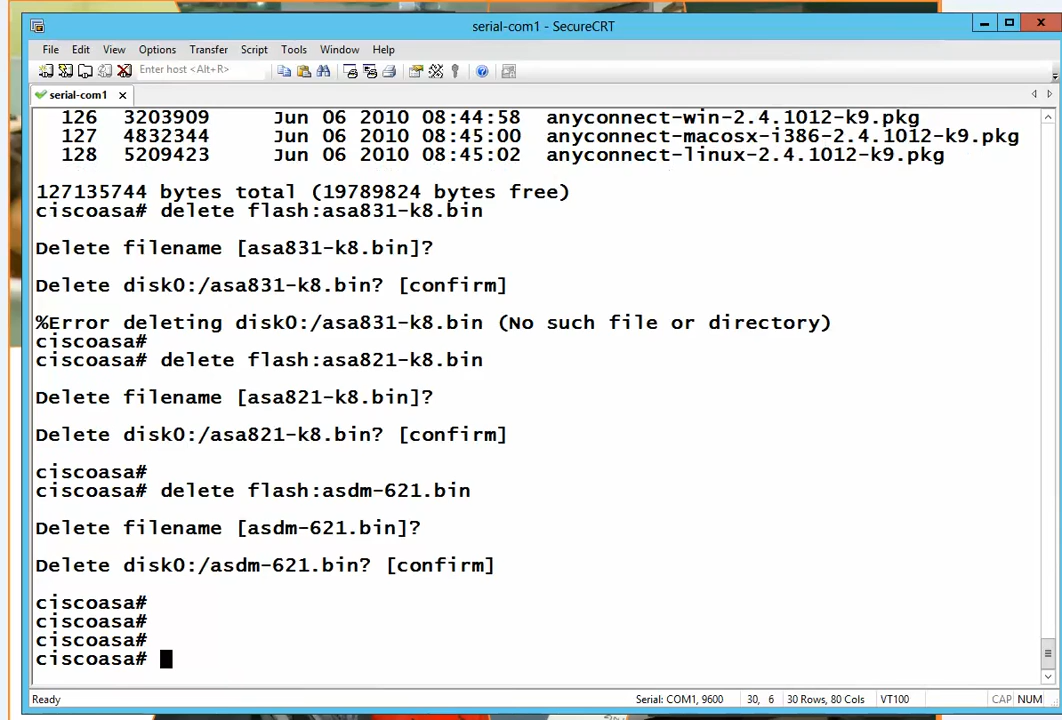 serial-com1 - SecureCRT
File Edit View Options Transfer Script Tools Window Help
Enter host <Alt+R>
serial-com1
126 3203909 Jun 06 2010 08:44:58 anyconnect-win-2.4.1012-k9.pkg
127 4832344 Jun 06 2010 08:45:00 anyconnect-macosx-i386-2.4.1012-k9.pkg
128 5209423 Jun 06 2010 08:45:02 anyconnect-linux-2.4.1012-k9.pkg
127135744 bytes total (19789824 bytes free)
ciscoasa# delete flash:asa831-k8.bin
Delete filename [asa831-k8.bin]?
Delete disk0:/asa831-k8.bin? [confirm]
%Error deleting disk0:/asa831-k8.bin (No such file or directory)
ciscoasa#
ciscoasa# delete flash:asa821-k8.bin
Delete filename [asa821-k8.bin]?
Delete disk0:/asa821-k8.bin? [confirm]
ciscoasa#
ciscoasa# delete flash:asdm-621.bin
Delete filename [asdm-621.bin]?
Delete disk0:/asdm-621.bin? [confirm]
ciscoasa#
ciscoasa#
ciscoasa#
ciscoasa#
Ready Serial: COM1, 9600 30, 6 30 Rows, 80 Cols VT100 CAP NUM